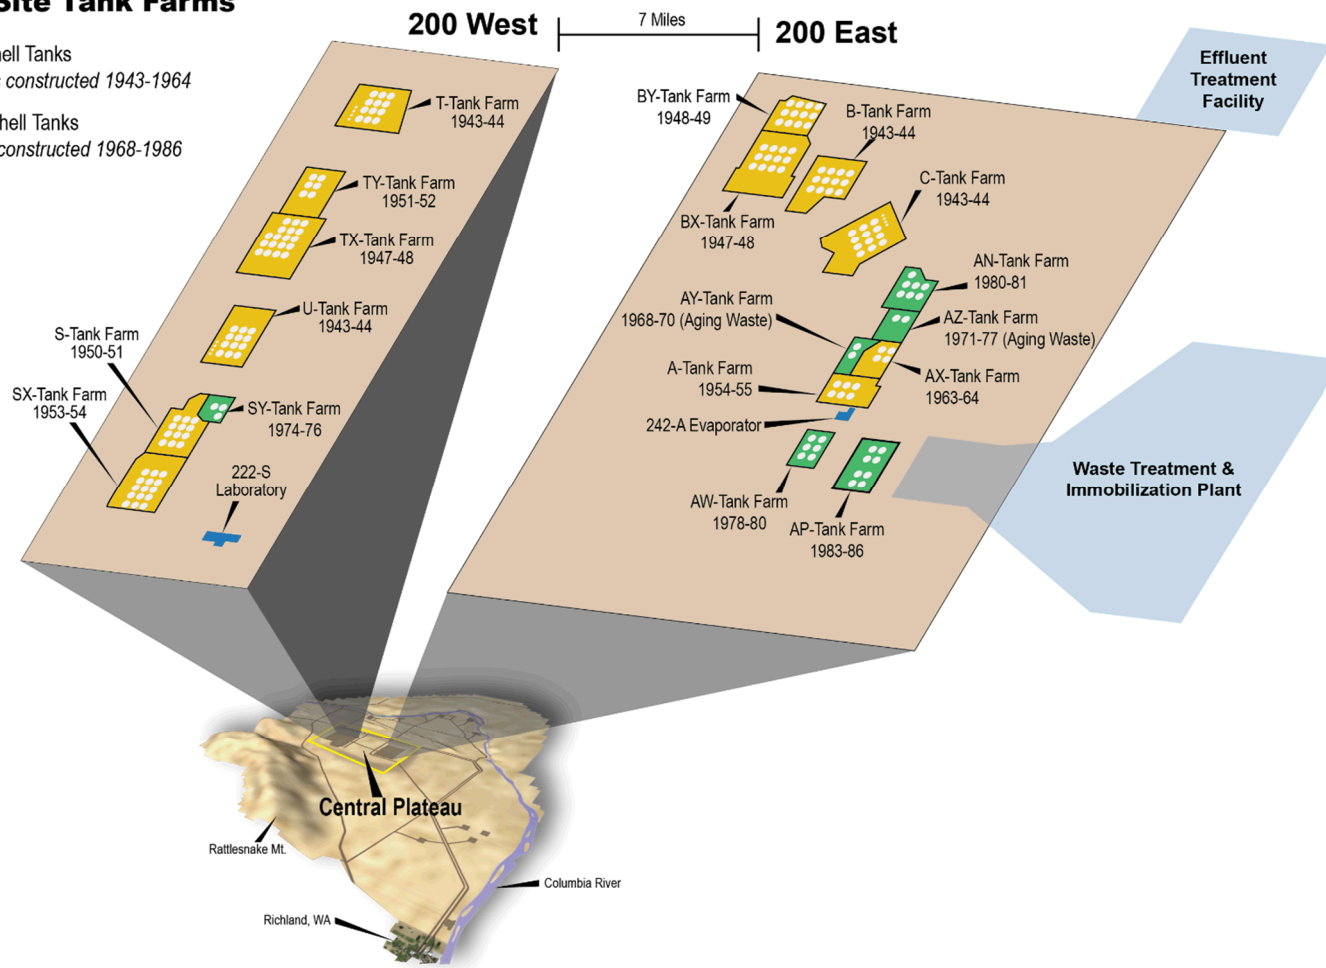 Site Tank Farms
hell Tanks
constructed 1943-1964
hell Tanks
constructed 1968-1986
200 West
7 Miles
200 East
Effluent
Treatment
Facility
T-Tank Farm
1943-44
TY-Tank Farm
1951-52
TX-Tank Farm
1947-48
U-Tank Farm
1943-44
S-Tank Farm
1950-51
SX-Tank Farm
1953-54
SY-Tank Farm
1974-76
222-S
Laboratory
BY-Tank Farm
1948-49
B-Tank Farm
1943-44
C-Tank Farm
1943-44
BX-Tank Farm
1947-48
AN-Tank Farm
1980-81
AY-Tank Farm
1968-70 (Aging Waste)
AZ-Tank Farm
1971-77 (Aging Waste)
A-Tank Farm
1954-55
AX-Tank Farm
1963-64
242-A Evaporator
AW-Tank Farm
1978-80
AP-Tank Farm
1983-86
Waste Treatment &
Immobilization Plant
Central Plateau
Rattlesnake Mt.
Columbia River
Richland, WA